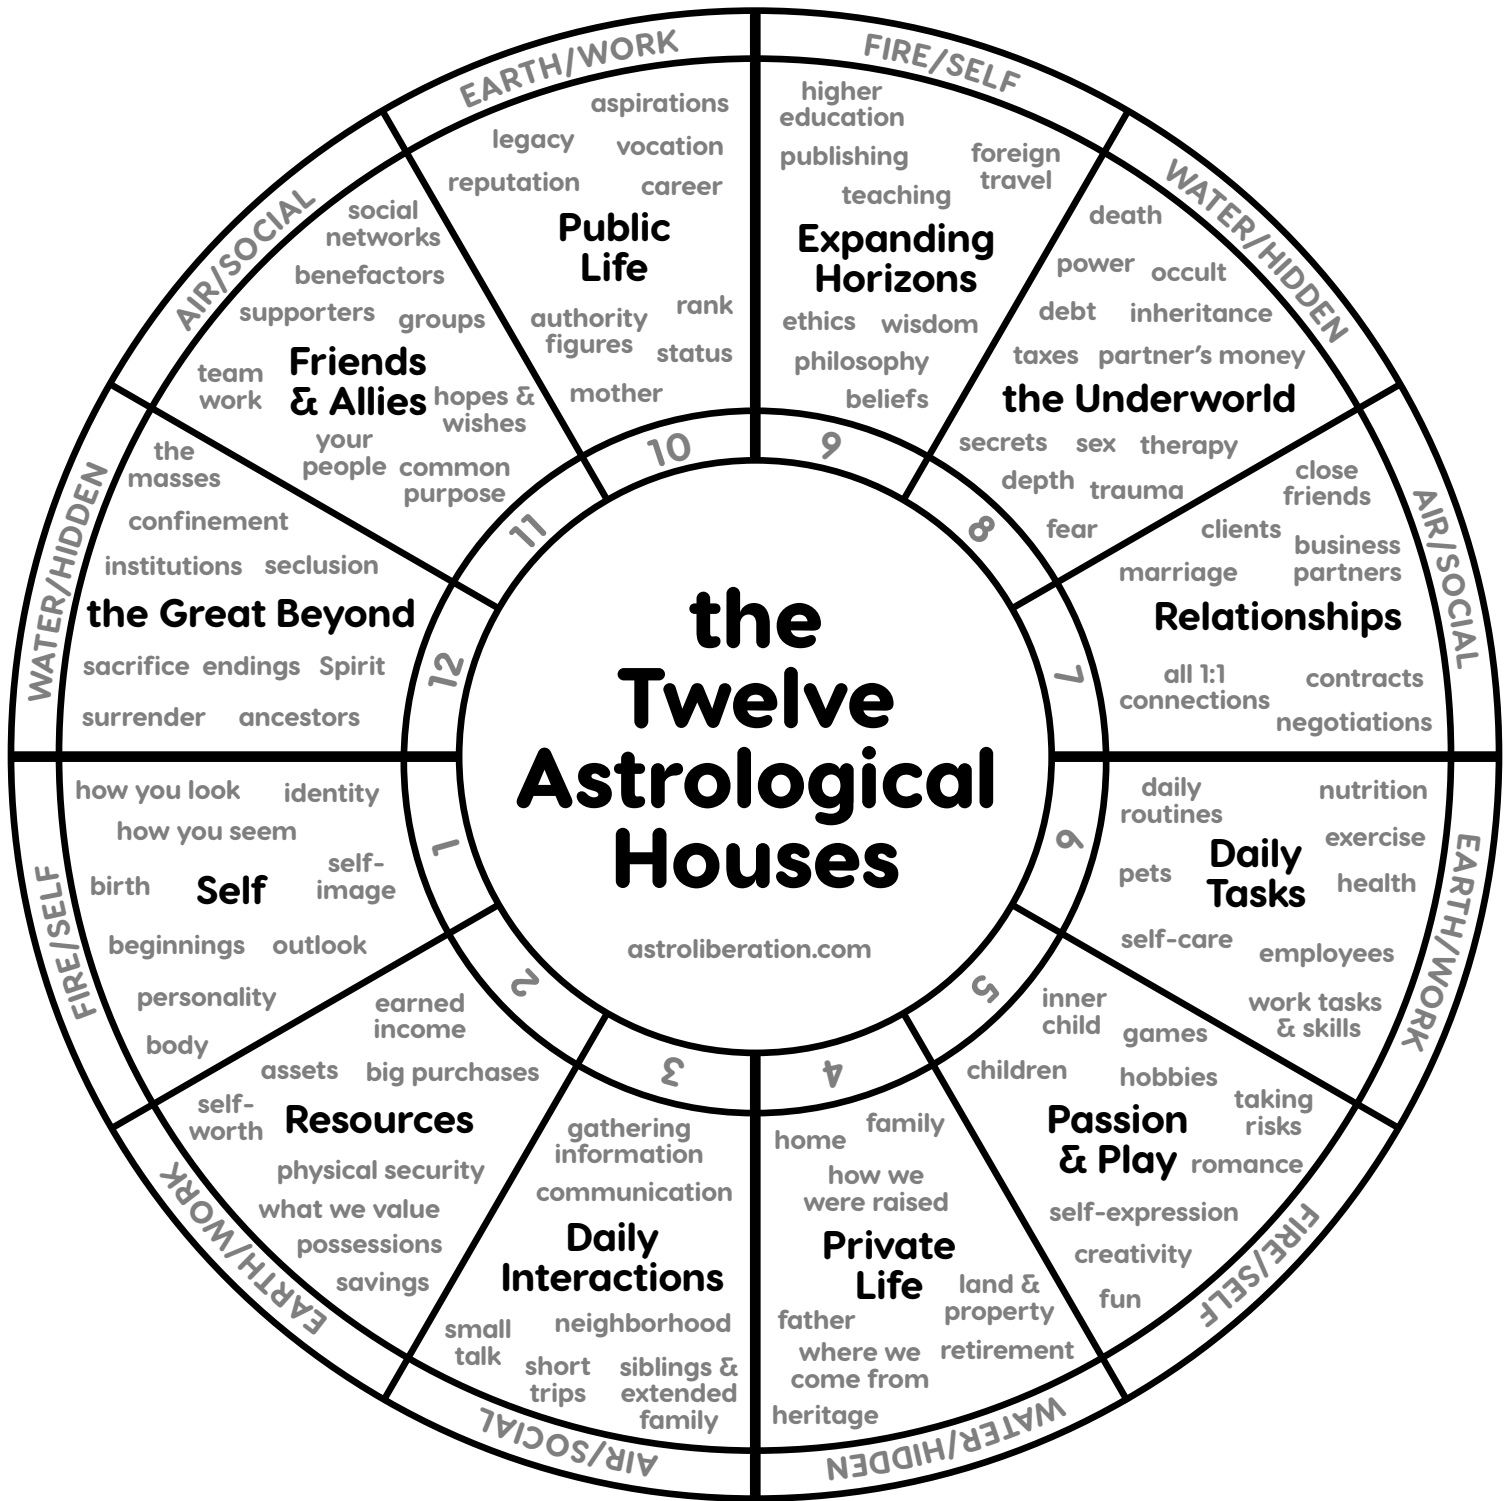 the
Twelve
Astrological
Houses
astroliberation.com
FIRE/SELF
1
how you look
identity
how you seem
self-
image
birth
Self
beginnings
outlook
personality
body
EARTH/WORK
2
earned
income
assets
big purchases
self-
worth
Resources
physical security
what we value
possessions
savings
AIR/SOCIAL
3
gathering
information
communication
Daily
Interactions
small
talk
neighborhood
short
trips
siblings &
extended
family
WATER/HIDDEN
4
home
family
how we
were raised
Private
Life
land &
property
father
where we
come from
retirement
heritage
FIRE/SELF
5
inner
child
games
children
hobbies
taking
risks
Passion
& Play
romance
self-expression
creativity
fun
EARTH/WORK
6
daily
routines
nutrition
exercise
pets
Daily
Tasks
health
self-care
employees
work tasks
& skills
AIR/SOCIAL
7
close
friends
clients
business
partners
marriage
Relationships
all 1:1
connections
contracts
negotiations
WATER/HIDDEN
8
death
power
occult
debt
inheritance
taxes
partner's money
the Underworld
secrets
sex
therapy
depth
trauma
fear
FIRE/SELF
9
higher
education
publishing
foreign
travel
teaching
Expanding
Horizons
ethics
wisdom
philosophy
beliefs
EARTH/WORK
10
aspirations
legacy
vocation
reputation
career
Public
Life
authority
figures
rank
status
mother
AIR/SOCIAL
11
social
networks
benefactors
supporters
groups
team
work
Friends
& Allies
hopes &
wishes
your
people
common
purpose
WATER/HIDDEN
12
the
masses
confinement
institutions
seclusion
the Great Beyond
sacrifice
endings
Spirit
surrender
ancestors